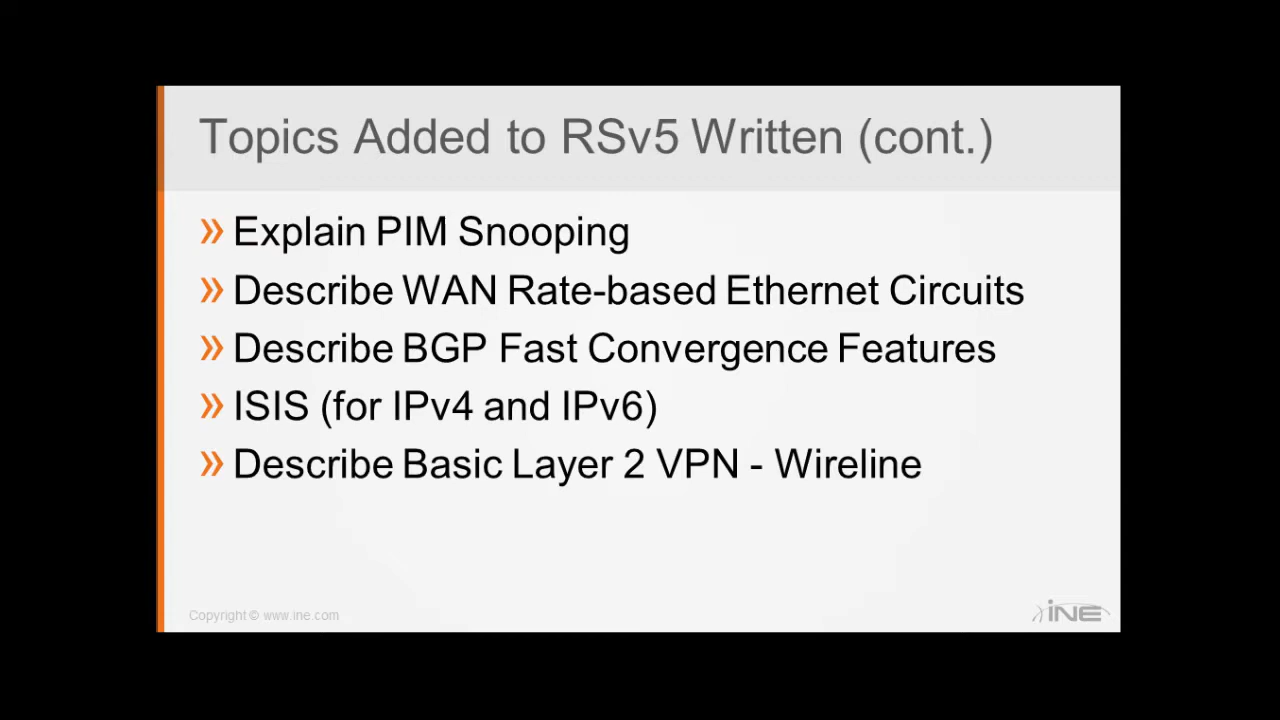 Topics Added to RSv5 Written (cont.)
» Explain PIM Snooping
» Describe WAN Rate-based Ethernet Circuits
» Describe BGP Fast Convergence Features
» ISIS (for IPv4 and IPv6)
» Describe Basic Layer 2 VPN - Wireline
Copyright © www.ine.com
iNE